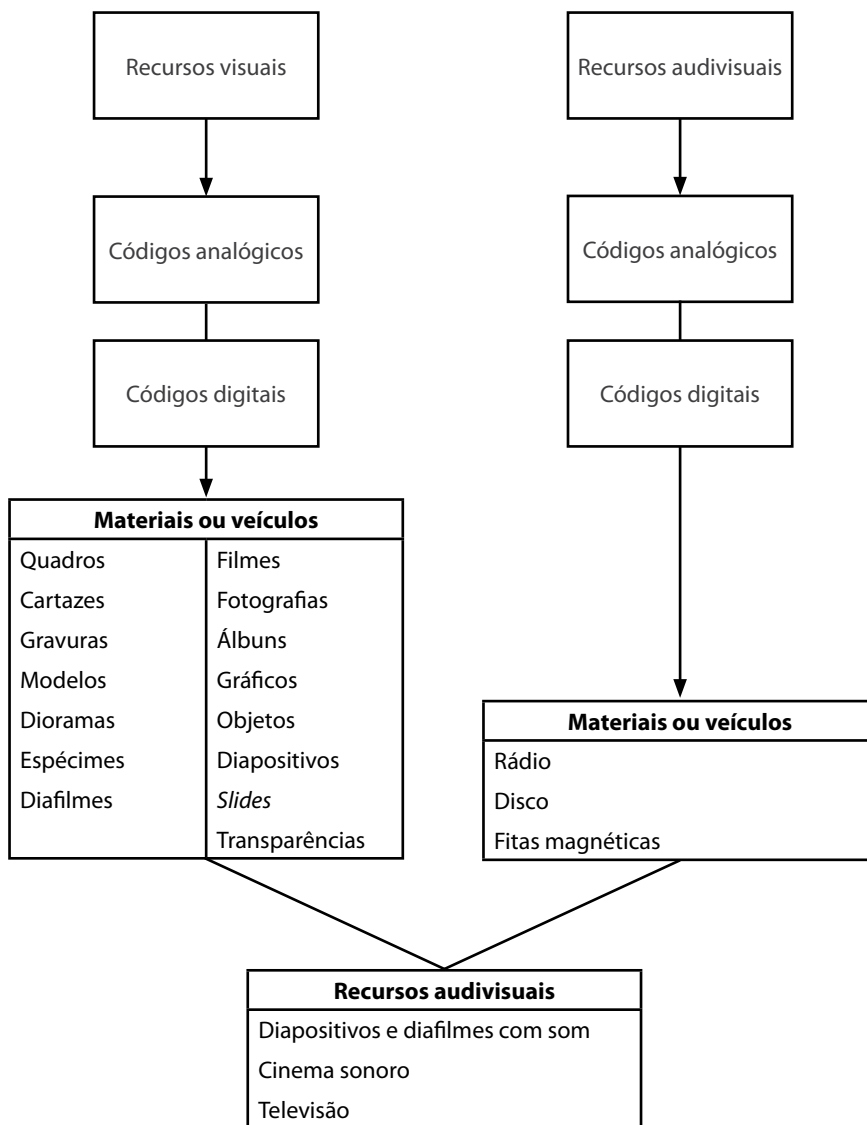 Recursos visuais
Códigos analógicos
Códigos digitais
Materiais ou veículos
Quadros
Cartazes
Gravuras
Modelos
Dioramas
Espécimes
Diafilmes
Filmes
Fotografias
Álbuns
Gráficos
Objetos
Diapositivos
Slides
Transparências
Recursos audivisuais
Códigos analógicos
Códigos digitais
Materiais ou veículos
Rádio
Disco
Fitas magnéticas
Recursos audivisuais
Diapositivos e diafilmes com som
Cinema sonoro
Televisão